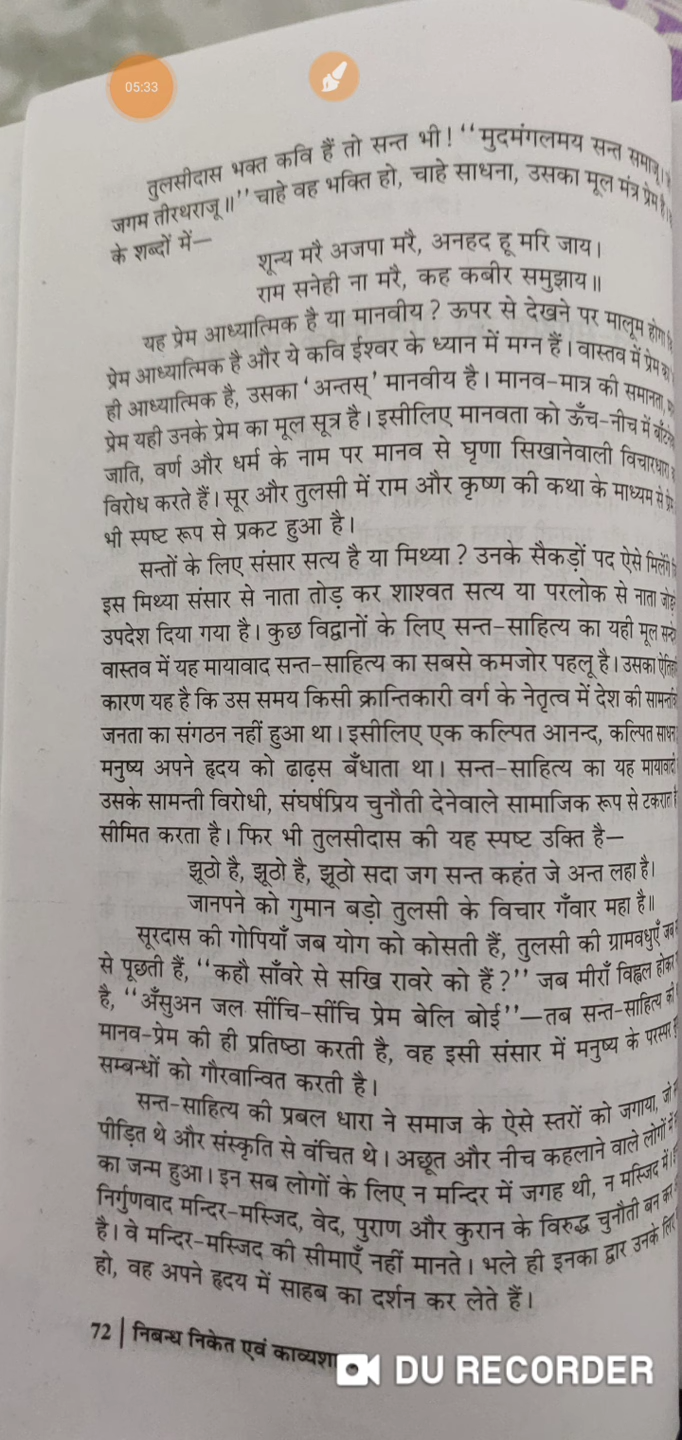 05:33
तुलसीदास भक्त कवि हैं तो सन्त भी! ‘‘मुदमंगलमय सन्त समाजू।
जगम तीरथराजू॥’’ चाहे वह भक्ति हो, चाहे साधना, उसका मूल मंत्र प्रेम है।
के शब्दों में—
शून्य मरै अजपा मरै, अनहद हू मरि जाय।
राम सनेही ना मरै, कह कबीर समुझाय॥
यह प्रेम आध्यात्मिक है या मानवीय? ऊपर से देखने पर मालूम होगा
प्रेम आध्यात्मिक है और ये कवि ईश्वर के ध्यान में मग्न हैं। वास्तव में प्रेम का
ही आध्यात्मिक है, उसका ‘अन्तस्’ मानवीय है। मानव-मात्र की समानता,
प्रेम यही उनके प्रेम का मूल सूत्र है। इसीलिए मानवता को ऊँच-नीच में
जाति, वर्ण और धर्म के नाम पर मानव से घृणा सिखानेवाली विचारधारा
विरोध करते हैं। सूर और तुलसी में राम और कृष्ण की कथा के माध्यम से
भी स्पष्ट रूप से प्रकट हुआ है।
सन्तों के लिए संसार सत्य है या मिथ्या? उनके सैकड़ों पद ऐसे मिलेंगे
इस मिथ्या संसार से नाता तोड़ कर शाश्वत सत्य या परलोक से नाता
उपदेश दिया गया है। कुछ विद्वानों के लिए सन्त-साहित्य का यही मूल
वास्तव में यह मायावाद सन्त-साहित्य का सबसे कमजोर पहलू है। उसका
कारण यह है कि उस समय किसी क्रान्तिकारी वर्ग के नेतृत्व में देश की
जनता का संगठन नहीं हुआ था। इसीलिए एक कल्पित आनन्द, कल्पित
मनुष्य अपने हृदय को ढाढ़स बँधाता था। सन्त-साहित्य का यह
उसके सामन्ती विरोधी, संघर्षप्रिय चुनौती देनेवाले सामाजिक रूप से
सीमित करता है। फिर भी तुलसीदास की यह स्पष्ट उक्ति है—
झूठो है, झूठो है, झूठो सदा जग सन्त कहंत जे अन्त लहा है।
जानपने को गुमान बड़ो तुलसी के विचार गँवार महा है॥
सूरदास की गोपियाँ जब योग को कोसती हैं, तुलसी की ग्रामवधुएँ जब
से पूछती हैं, ‘‘कहौ साँवरे से सखि रावरे को हैं?’’ जब मीराँ विह्वल होकर
है, ‘‘अँसुअन जल सींचि-सींचि प्रेम बेलि बोई’’—तब सन्त-साहित्य की
मानव-प्रेम की ही प्रतिष्ठा करती है, वह इसी संसार में मनुष्य के परस्पर
सम्बन्धों को गौरवान्वित करती है।
सन्त-साहित्य की प्रबल धारा ने समाज के ऐसे स्तरों को जगाया, जो
पीड़ित थे और संस्कृति से वंचित थे। अछूत और नीच कहलाने वाले लोगों में
का जन्म हुआ। इन सब लोगों के लिए न मन्दिर में जगह थी, न मस्जिद में।
निर्गुणवाद मन्दिर-मस्जिद, वेद, पुराण और कुरान के विरुद्ध चुनौती बन कर
है। वे मन्दिर-मस्जिद की सीमाएँ नहीं मानते। भले ही इनका द्वार उनके लिए
हो, वह अपने हृदय में साहब का दर्शन कर लेते हैं।
72 | निबन्ध निकेत एवं
DU RECORDER